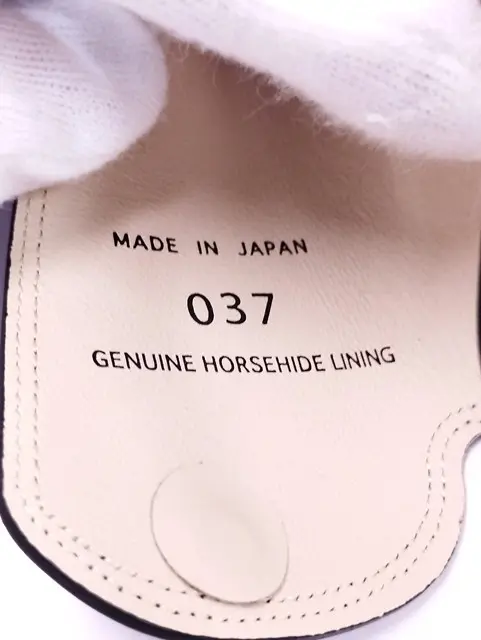 MADE IN JAPAN
037
GENUINE HORSEHIDE LINING